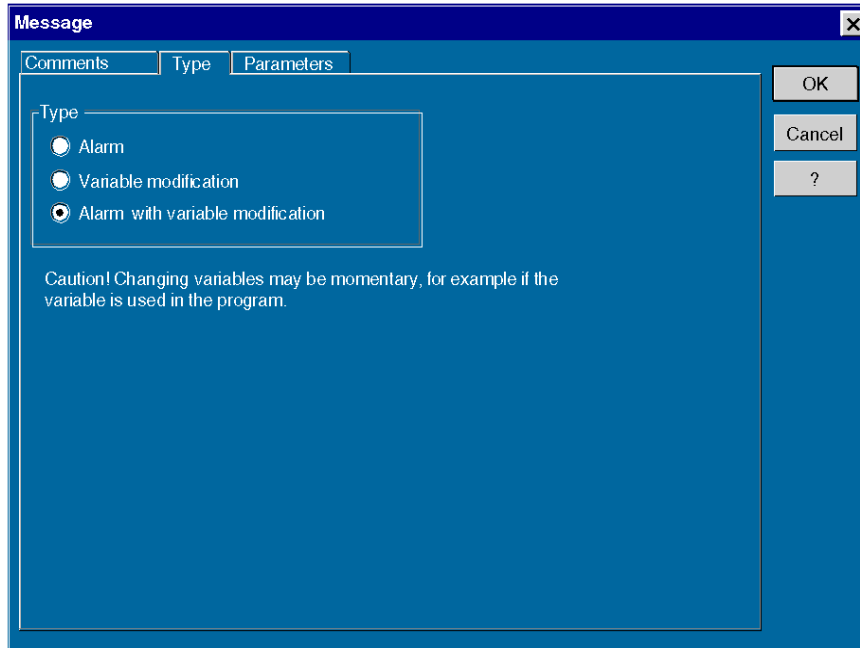 Message
Comments
Type
Parameters
OK
Cancel
?
Type
Alarm
Variable modification
Alarm with variable modification
Caution! Changing variables may be momentary, for example if the
variable is used in the program.